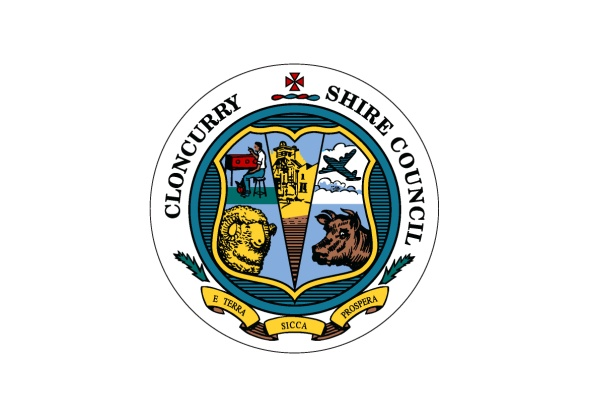 CLONCURRY SHIRE COUNCIL
E TERRA SICCA PROSPERA